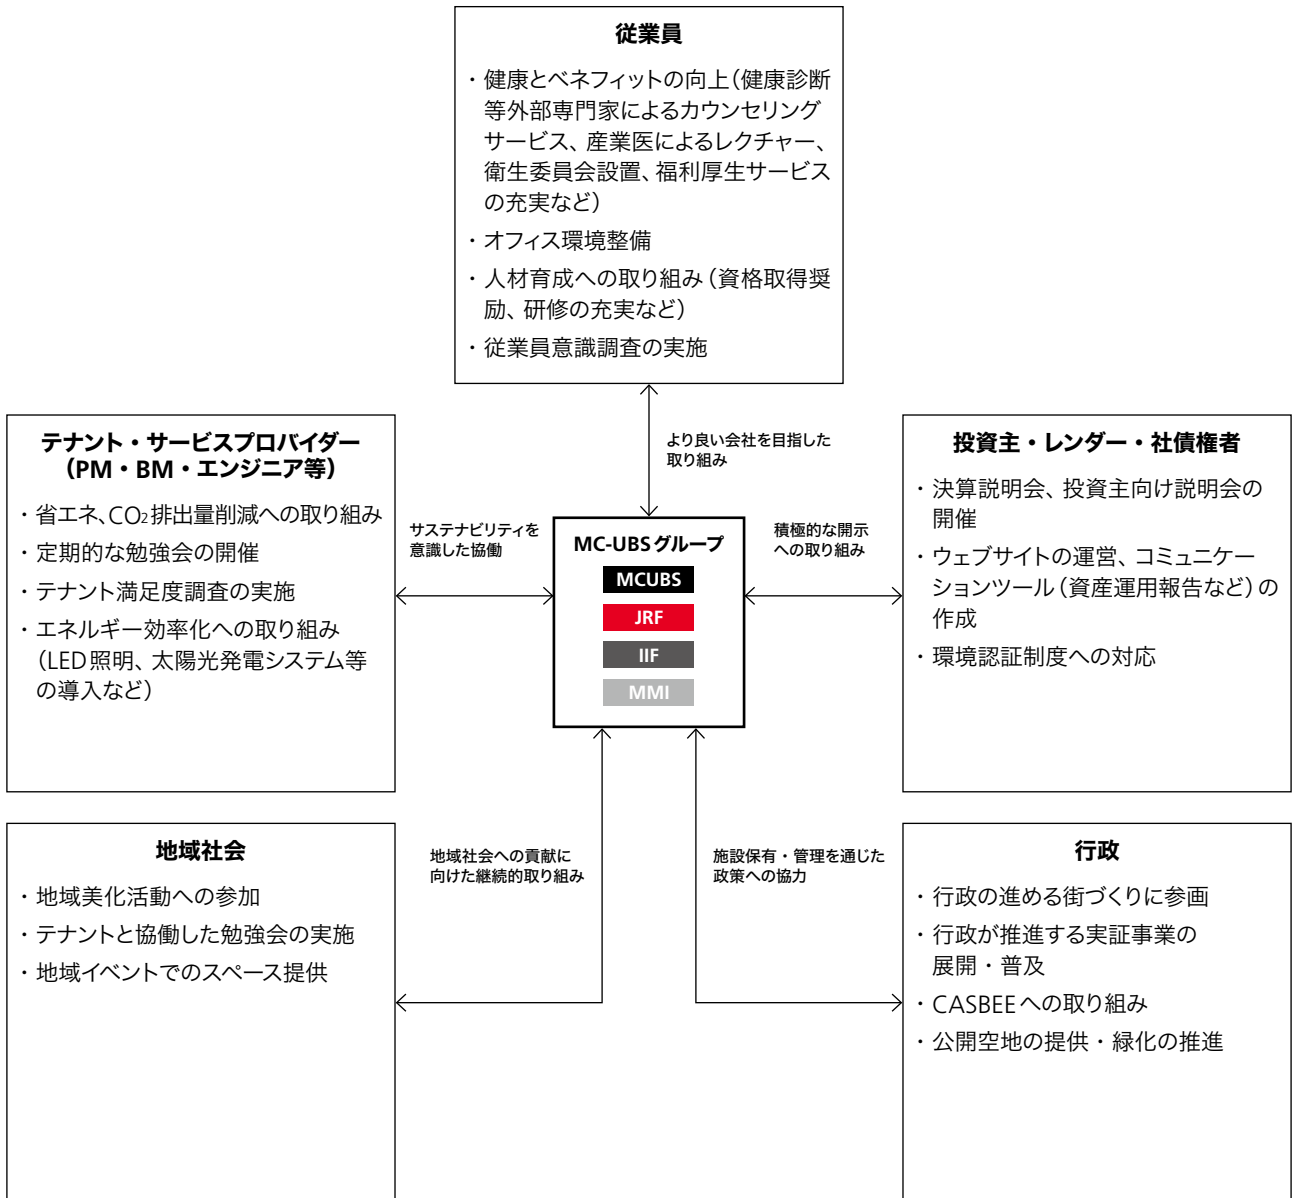 従業員
・健康とベネフィットの向上（健康診断
等外部専門家によるカウンセリング
サービス、産業医によるレクチャー、
衛生委員会設置、福利厚生サービス
の充実など）
・オフィス環境整備
・人材育成への取り組み（資格取得奨
励、研修の充実など）
・従業員意識調査の実施
より良い会社を目指した
取り組み
テナント・サービスプロバイダー
（PM・BM・エンジニア等）
・省エネ、CO₂排出量削減への取り組み
・定期的な勉強会の開催
・テナント満足度調査の実施
・エネルギー効率化への取り組み
（LED照明、太陽光発電システム等
の導入など）
サステナビリティを
意識した協働
MC-UBSグループ
MCUBS
JRF
IIF
MMI
積極的な開示
への取り組み
投資主・レンダー・社債権者
・決算説明会、投資主向け説明会の
開催
・ウェブサイトの運営、コミュニケー
ションツール（資産運用報告など）の
作成
・環境認証制度への対応
地域社会
・地域美化活動への参加
・テナントと協働した勉強会の実施
・地域イベントでのスペース提供
地域社会への貢献に
向けた継続的取り組み
施設保有・管理を通じた
政策への協力
行政
・行政の進める街づくりに参画
・行政が推進する実証事業の
展開・普及
・CASBEEへの取り組み
・公開空地の提供・緑化の推進